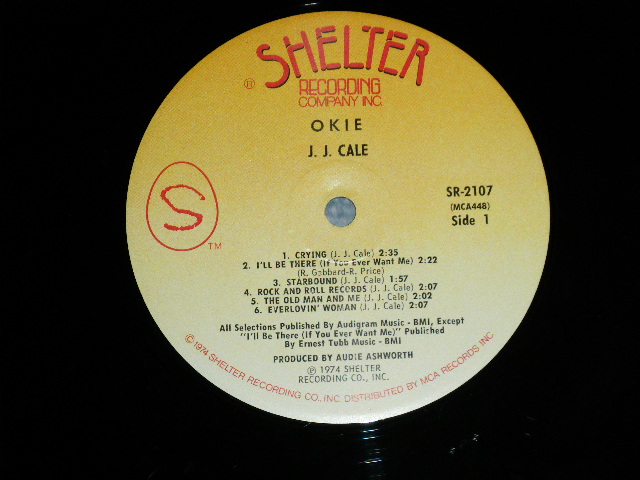 SHELTER
®
RECORDING
COMPANY INC.
OKIE
J. J. CALE
S
TM
SR-2107
(MCA448)
Side 1
1. CRYING (J. J. Cale) 2:35
2. I'LL BE THERE (If You Ever Want Me) 2:22
(R. Gabbard-R. Price)
3. STARBOUND (J. J. Cale) 1:57
4. ROCK AND ROLL RECORDS (J. J. Cale) 2:07
5. THE OLD MAN AND ME (J. J. Cale) 2:02
6. EVERLOVIN' WOMAN (J. J. Cale) 2:07
All Selections Published By Audigram Music - BMI, Except
"I'll Be There (If You Ever Want Me)" Published
By Ernest Tubb Music - BMI
PRODUCED BY AUDIE ASHWORTH
℗ 1974 SHELTER
RECORDING CO., INC.
©1974 SHELTER RECORDING CO., INC. DISTRIBUTED BY MCA RECORDS INC